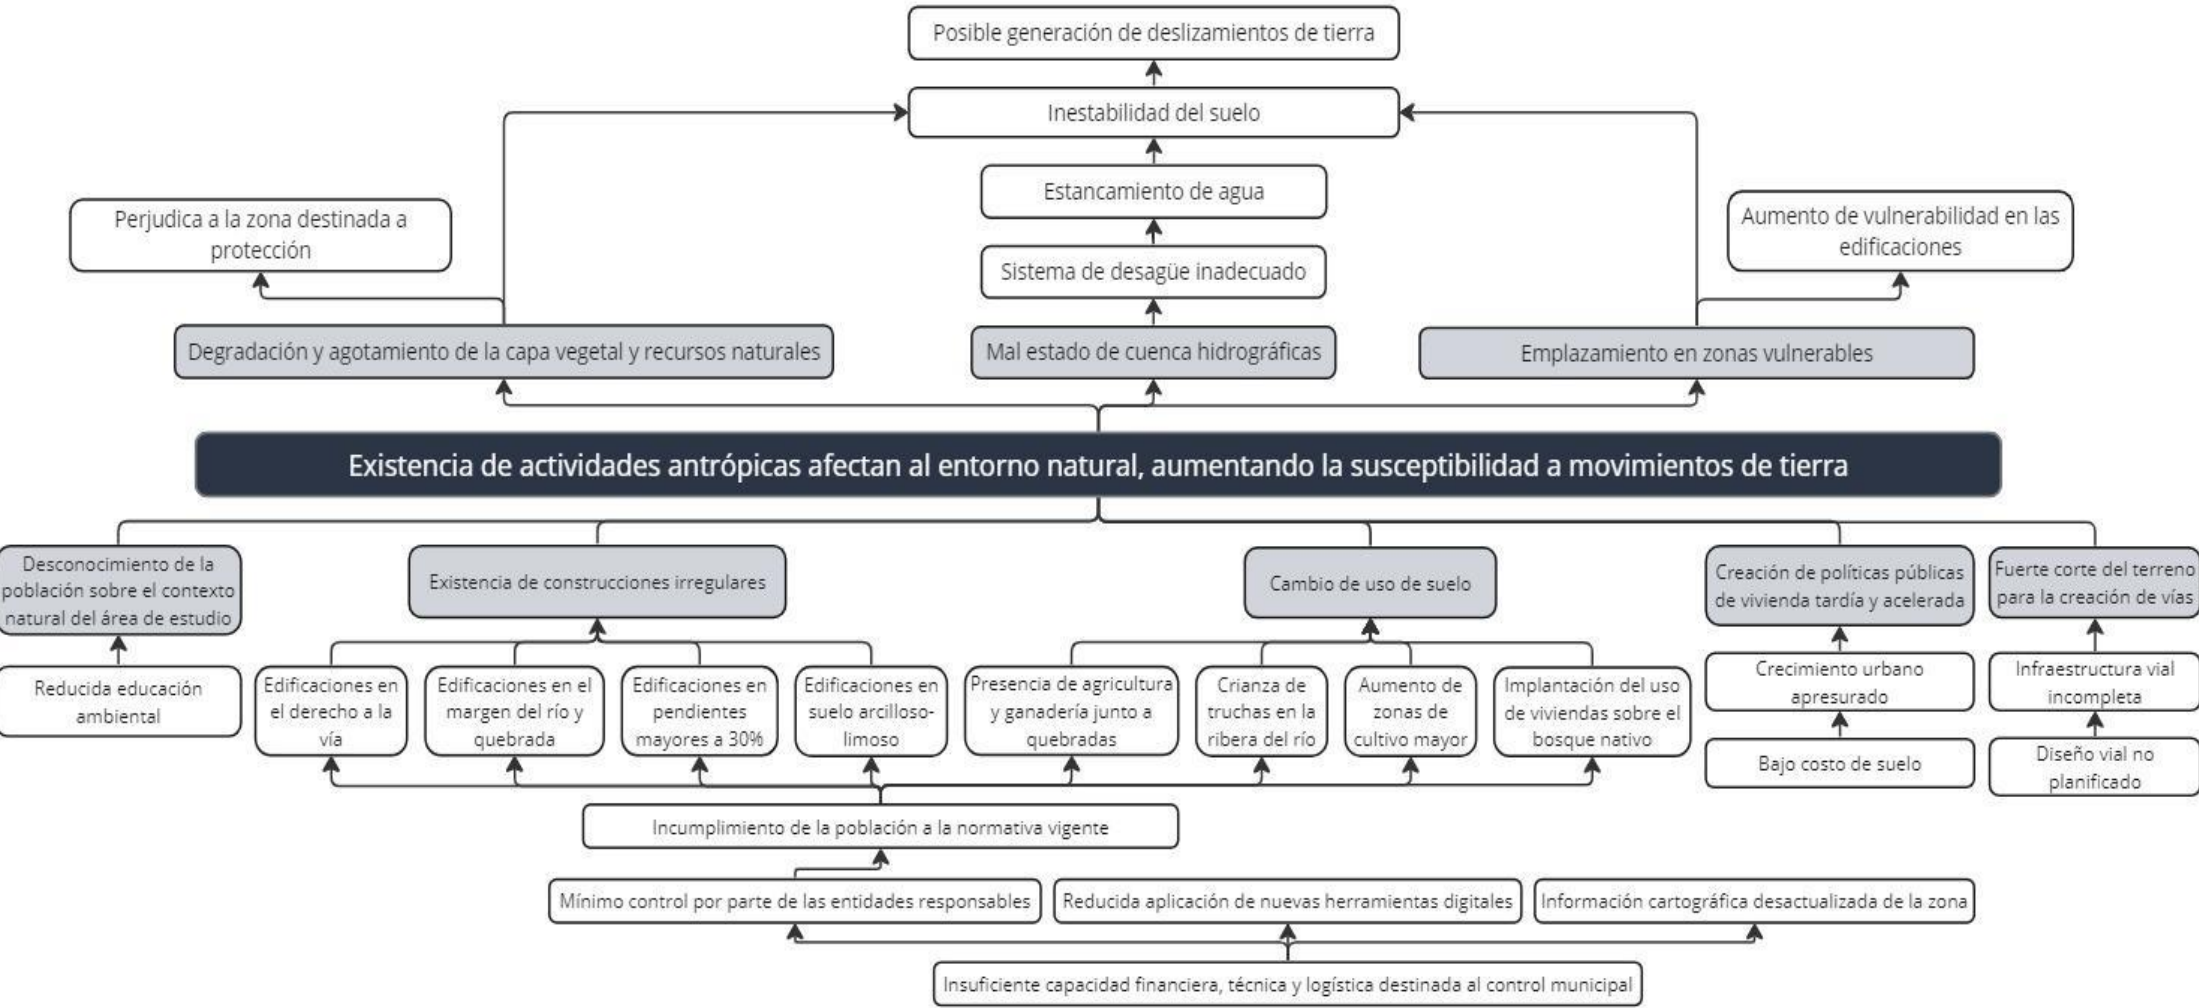 Posible generación de deslizamientos de tierra
Inestabilidad del suelo
Estancamiento de agua
Perjudica a la zona destinada a
protección
Aumento de vulnerabilidad en las
edificaciones
Sistema de desagüe inadecuado
Degradación y agotamiento de la capa vegetal y recursos naturales
Mal estado de cuenca hidrográficas
Emplazamiento en zonas vulnerables
Existencia de actividades antrópicas afectan al entorno natural, aumentando la susceptibilidad a movimientos de tierra
Desconocimiento de la
población sobre el contexto
natural del área de estudio
Existencia de construcciones irregulares
Cambio de uso de suelo
Creación de políticas públicas
de vivienda tardía y acelerada
Fuerte corte del terreno
para la creación de vías
Reducida educación
ambiental
Edificaciones en
el derecho a la
vía
Edificaciones en el
margen del río y
quebrada
Edificaciones en
pendientes
mayores a 30%
Edificaciones en
suelo arcilloso-
limoso
Presencia de agricultura
y ganadería junto a
quebradas
Crianza de
truchas en la
ribera del río
Aumento de
zonas de
cultivo mayor
Implantación del uso
de viviendas sobre el
bosque nativo
Crecimiento urbano
apresurado
Infraestructura vial
incompleta
Bajo costo de suelo
Diseño vial no
planificado
Incumplimiento de la población a la normativa vigente
Mínimo control por parte de las entidades responsables
Reducida aplicación de nuevas herramientas digitales
Información cartográfica desactualizada de la zona
Insuficiente capacidad financiera, técnica y logística destinada al control municipal